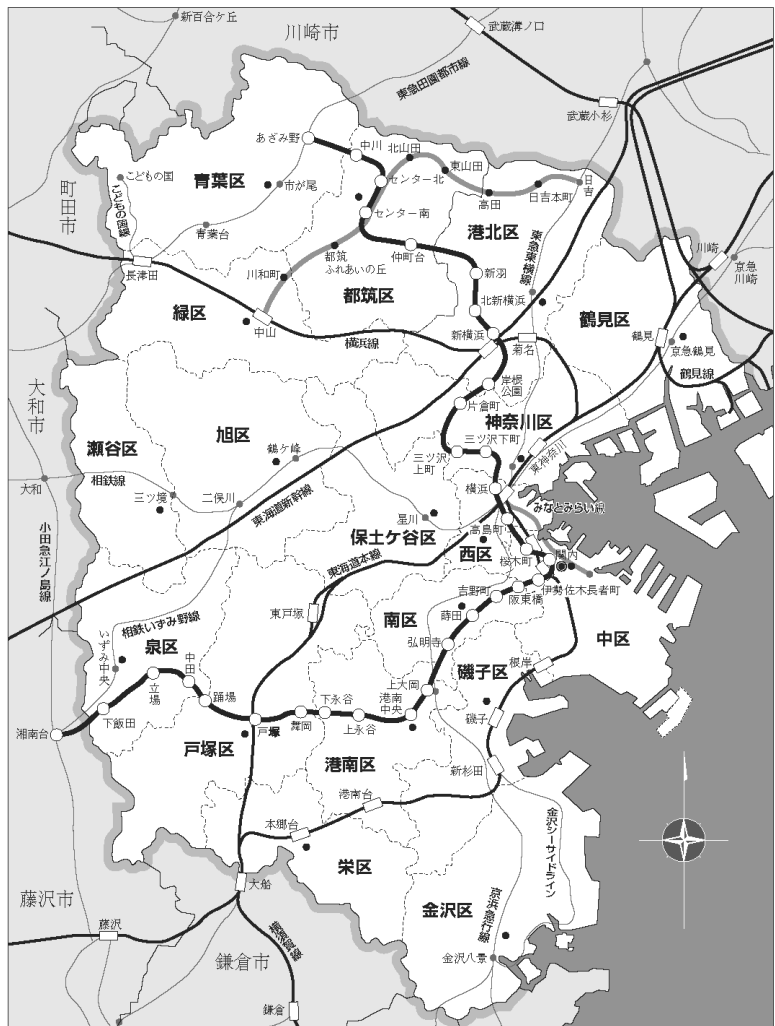 新百合ケ丘
川崎市
武蔵溝ノ口
東急田園都市線
武蔵小杉
あざみ野
中川
北山田
東山田
こどもの国
青葉区
市が尾
センター北
高田
日吉本町
日吉
町田市
こどもの国線
青葉台
センター南
港北区
都筑
ふれあいの丘
仲町台
東急東横線
川崎
京急
川崎
長津田
川和町
都筑区
新羽
北新横浜
緑区
中山
横浜線
新横浜
菊名
鶴見区
鶴見
京急鶴見
鶴見線
大和市
岸根
公園
片倉町
神奈川区
瀬谷区
旭区
鶴ケ峰
三ツ沢
上町
三ツ沢下町
東神奈川
大和
相鉄線
三ツ境
二俣川
東海道新幹線
横浜
みなとみらい線
小田急江ノ島線
星川
保土ケ谷区
高島町
西区
桜木町
関内
東海道本線
伊勢佐木長者町
阪東橋
吉野町
蒔田
相鉄いずみ野線
東戸塚
南区
中区
弘明寺
いずみ
中央
泉区
磯子区
根岸
立場
中田
踊場
上大岡
港南
中央
下永谷
磯子
湘南台
下飯田
戸塚
舞岡
上永谷
戸塚区
港南区
新杉田
港南台
本郷台
金沢シーサイドライン
栄区
大船
藤沢市
藤沢
金沢区
京浜急行線
横須賀線
鎌倉市
金沢八景
鎌倉